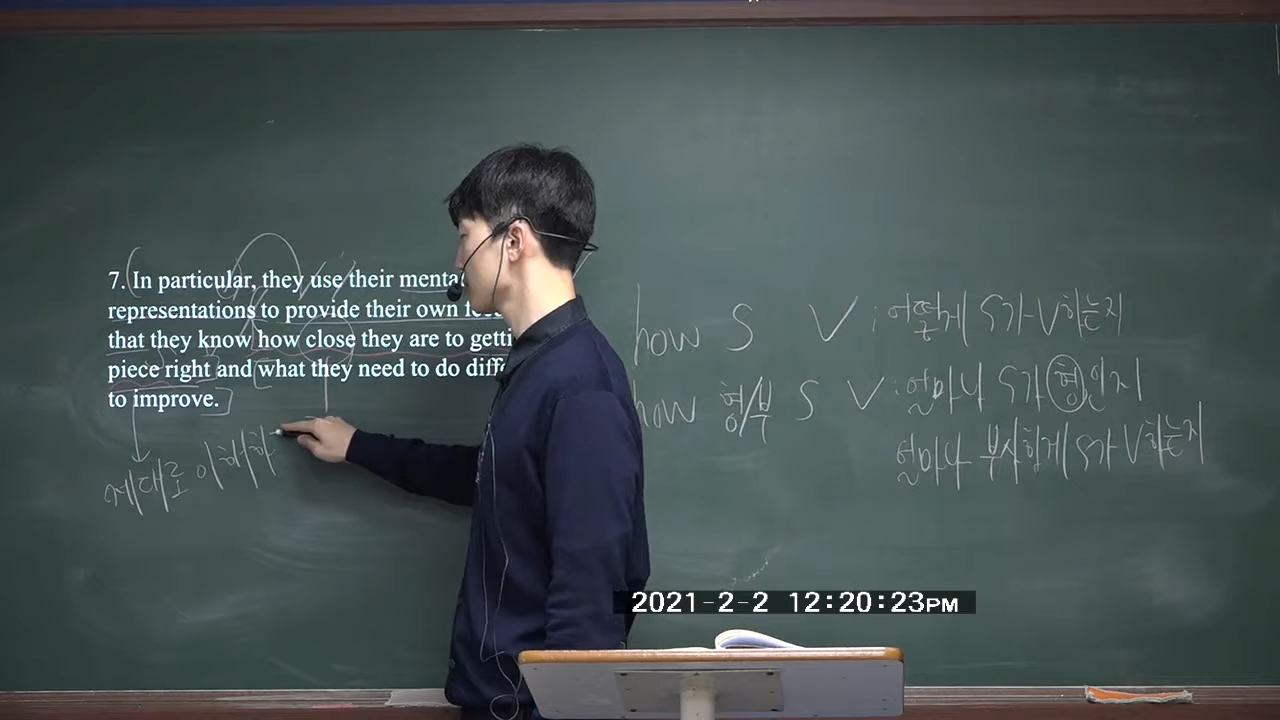 7. In particular, they use their menta
representations to provide their own
that they know how close they are to getti
piece right and what they need to do diff
to improve.
제대로 이해하
how S V : 어떻게 S가 V하는지
how 형/부 S V : 얼마나 S가 형인지
얼마나 부사하게 S가 V하는지
2021-2-2 12:20:23PM